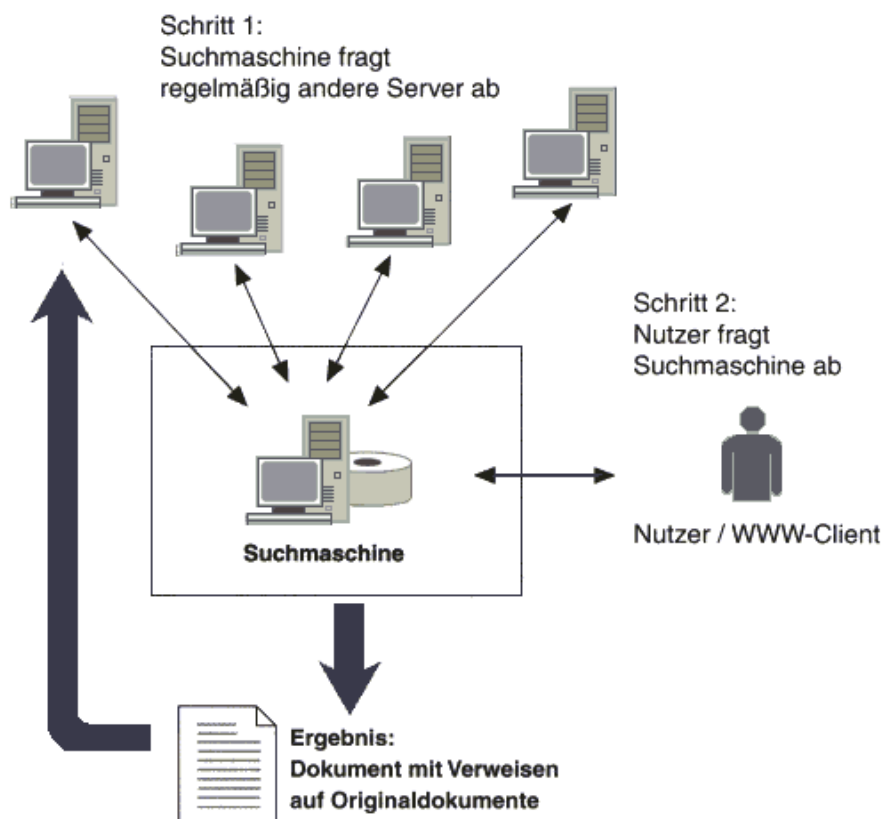 Schritt 1:
Suchmaschine fragt
regelmäßig andere Server ab
Schritt 2:
Nutzer fragt
Suchmaschine ab
Nutzer / WWW-Client
Suchmaschine
Ergebnis:
Dokument mit Verweisen
auf Originaldokumente